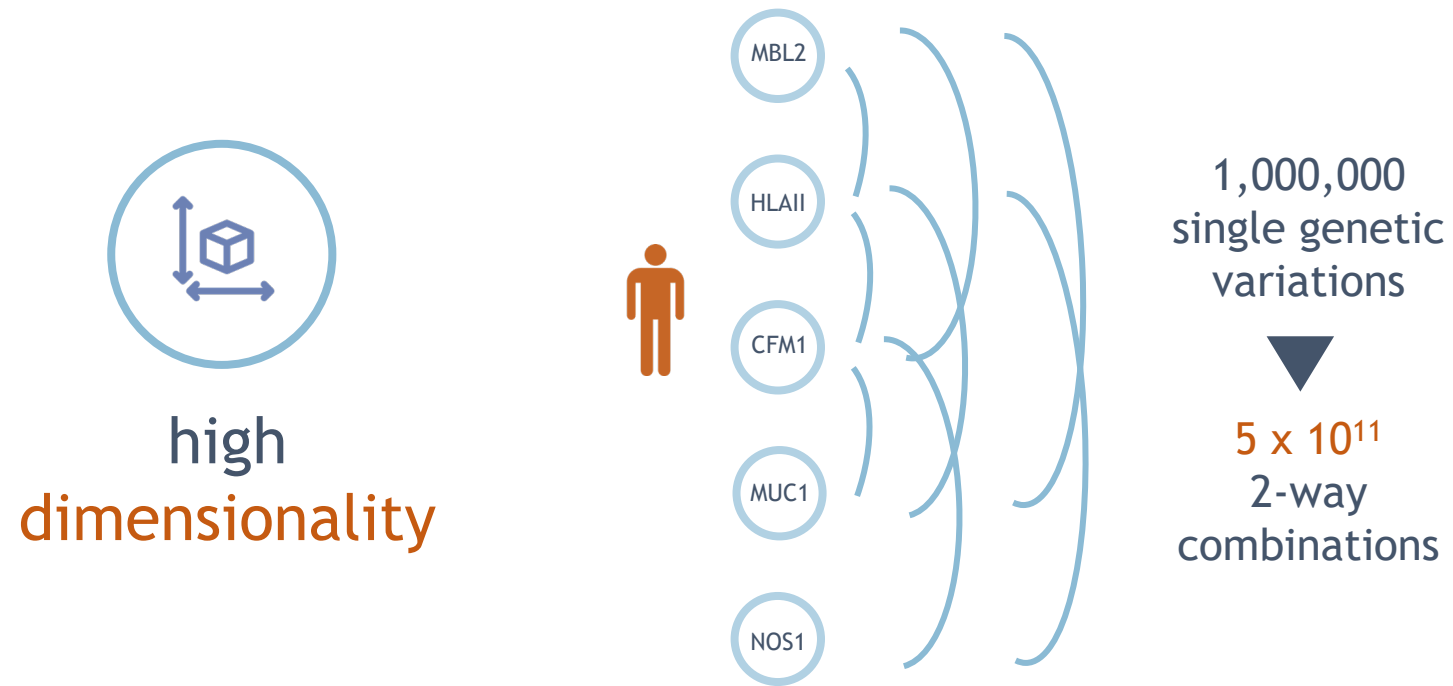 high
dimensionality
MBL2
HLAII
CFM1
MUC1
NOS1
1,000,000
single genetic
variations
5 x 10¹¹
2-way
combinations